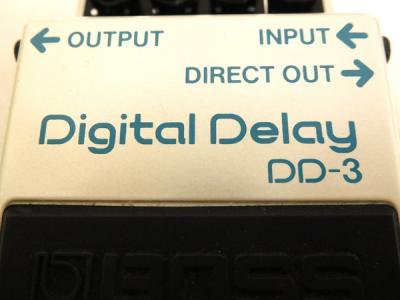 ← OUTPUT INPUT ←
DIRECT OUT →
Digital Delay
DD-3
BOSS